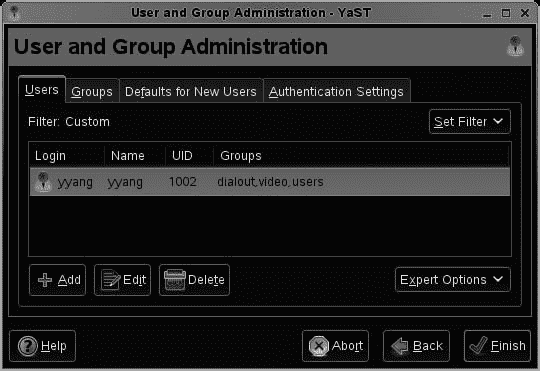 User and Group Administration - YaST
User and Group Administration
Users Groups Defaults for New Users Authentication Settings
Filter: Custom Set Filter
Login Name UID Groups
yyang yyang 1002 dialout,video,users
Add Edit Delete Expert Options
Help Abort Back Finish